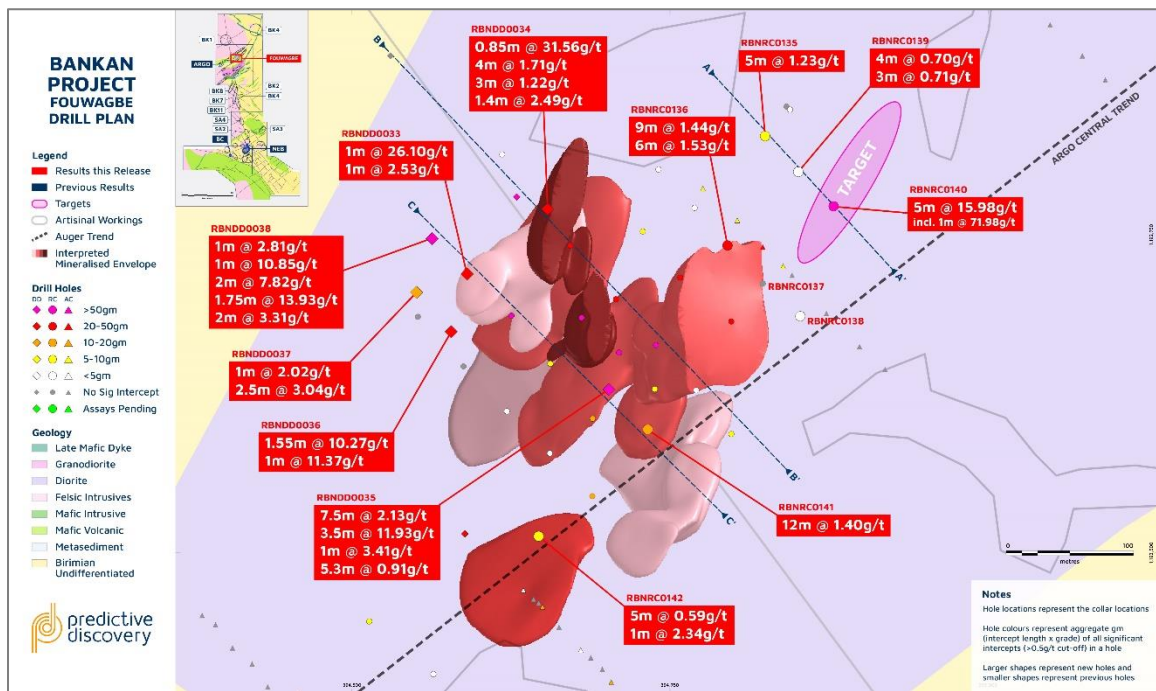 BANKAN
PROJECT
FOUWAGBE
DRILL PLAN
Legend
Results this Release
Previous Results
Targets
Artisinal Workings
Auger Trend
Interpreted
Mineralised Envelope
Drill Holes
DD RC AC
>50gm
20-50gm
10-20gm
5-10gm
<5gm
No Sig Intercept
Assays Pending
Geology
Late Mafic Dyke
Granodiorite
Diorite
Felsic Intrusives
Mafic Intrusive
Mafic Volcanic
Metasediment
Birimian
Undifferentiated
predictive
discovery
BK1
BK4
ARGO
FOUWAGBE
BK8
BK7
BK11
SA4
SA2
BC
BK2
BK4
SA3
NEB
RBNDD0034
0.85m @ 31.56g/t
4m @ 1.71g/t
3m @ 1.22g/t
1.4m @ 2.49g/t
RBNRC0135
5m @ 1.23g/t
RBNRC0139
4m @ 0.70g/t
3m @ 0.71g/t
RBNRC0136
9m @ 1.44g/t
6m @ 1.53g/t
RBNDD0033
1m @ 26.10g/t
1m @ 2.53g/t
B
A
C
ARGO CENTRAL TREND
TARGET
RBNRC0140
5m @ 15.98g/t
incl. 1m @ 71.98g/t
RBNDD0038
1m @ 2.81g/t
1m @ 10.85g/t
2m @ 7.82g/t
1.75m @ 13.93g/t
2m @ 3.31g/t
A'
RBNRC0137
RBNRC0138
RBNDD0037
1m @ 2.02g/t
2.5m @ 3.04g/t
RBNDD0036
1.55m @ 10.27g/t
1m @ 11.37g/t
B'
RBNDD0035
7.5m @ 2.13g/t
3.5m @ 11.93g/t
1m @ 3.41g/t
5.3m @ 0.91g/t
C'
RBNRC0141
12m @ 1.40g/t
RBNRC0142
5m @ 0.59g/t
1m @ 2.34g/t
0 100
metres
Notes
Hole locations represent the collar locations
Hole colours represent aggregate gm
(intercept length x grade) of all significant
intercepts (>0.5g/t cut-off) in a hole
Larger shapes represent new holes and
smaller shapes represent previous holes